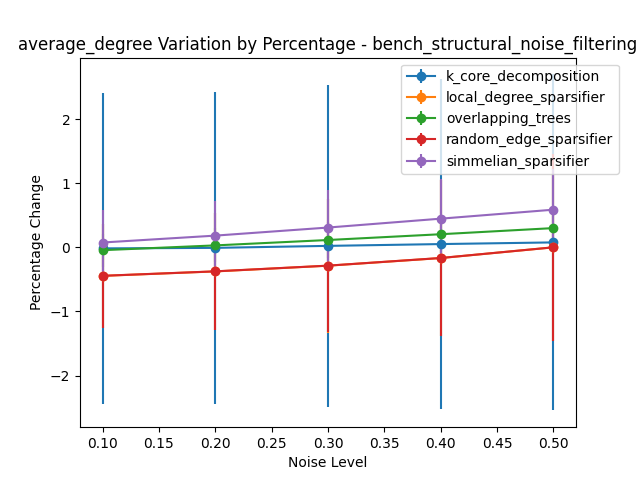 average_degree Variation by Percentage - bench_structural_noise_filtering
k_core_decomposition
local_degree_sparsifier
overlapping_trees
random_edge_sparsifier
simmelian_sparsifier
Percentage Change
2
1
0
−1
−2
0.10 0.15 0.20 0.25 0.30 0.35 0.40 0.45 0.50
Noise Level